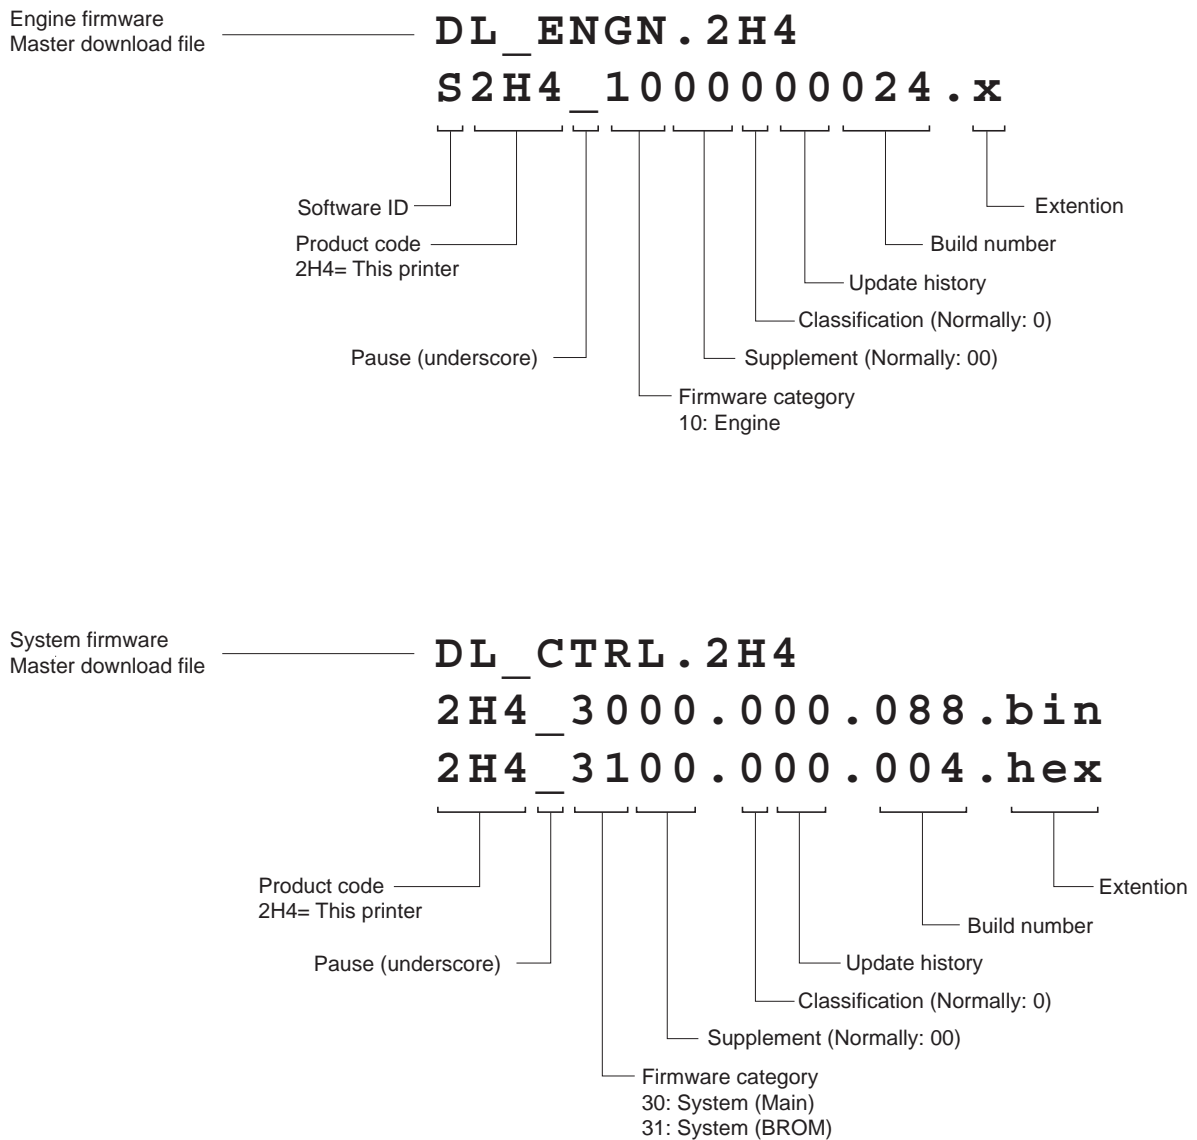 Engine firmware
Master download file
DL_ENGN.2H4
S2H4_1000000024.x
Software ID
Extention
Product code
2H4= This printer
Build number
Update history
Classification (Normally: 0)
Pause (underscore)
Supplement (Normally: 00)
Firmware category
10: Engine
System firmware
Master download file
DL_CTRL.2H4
2H4_3000.000.088.bin
2H4_3100.000.004.hex
Product code
2H4= This printer
Extention
Build number
Pause (underscore)
Update history
Classification (Normally: 0)
Supplement (Normally: 00)
Firmware category
30: System (Main)
31: System (BROM)